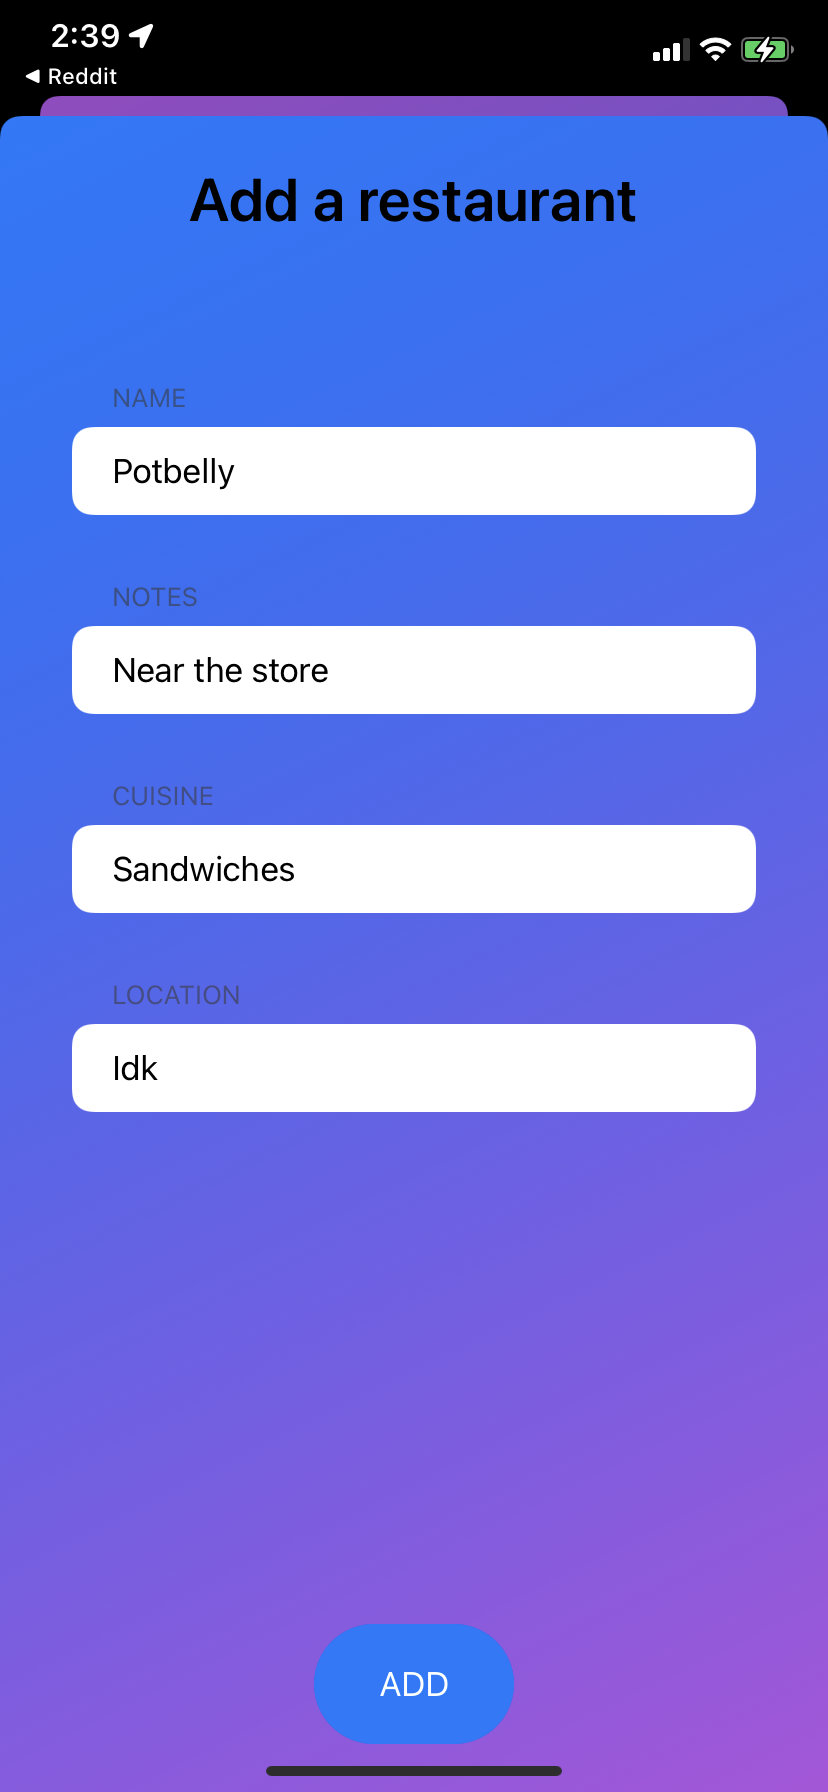 2:39
Reddit
Add a restaurant
NAME
Potbelly
NOTES
Near the store
CUISINE
Sandwiches
LOCATION
Idk
ADD